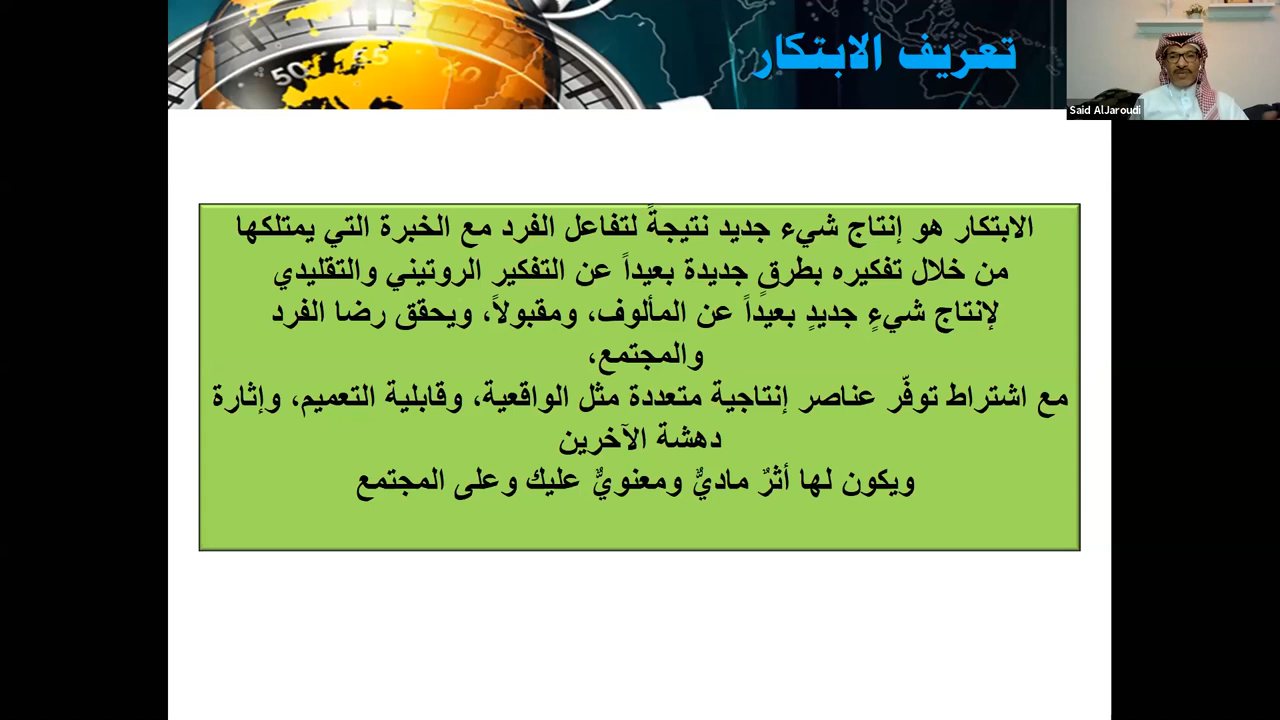 تعريف الابتكار
Said AlJaroudi
50 55 60
الابتكار هو إنتاج شيء جديد نتيجةً لتفاعل الفرد مع الخبرة التي يمتلكها
من خلال تفكيره بطرقٍ جديدة بعيداً عن التفكير الروتيني والتقليدي
لإنتاج شيءٍ جديدٍ بعيداً عن المألوف، ومقبولاً، ويحقق رضا الفرد
والمجتمع،
مع اشتراط توفّر عناصر إنتاجية متعددة مثل الواقعية، وقابلية التعميم، وإثارة
دهشة الآخرين
ويكون لها أثرٌ ماديٌّ ومعنويٌّ عليك وعلى المجتمع